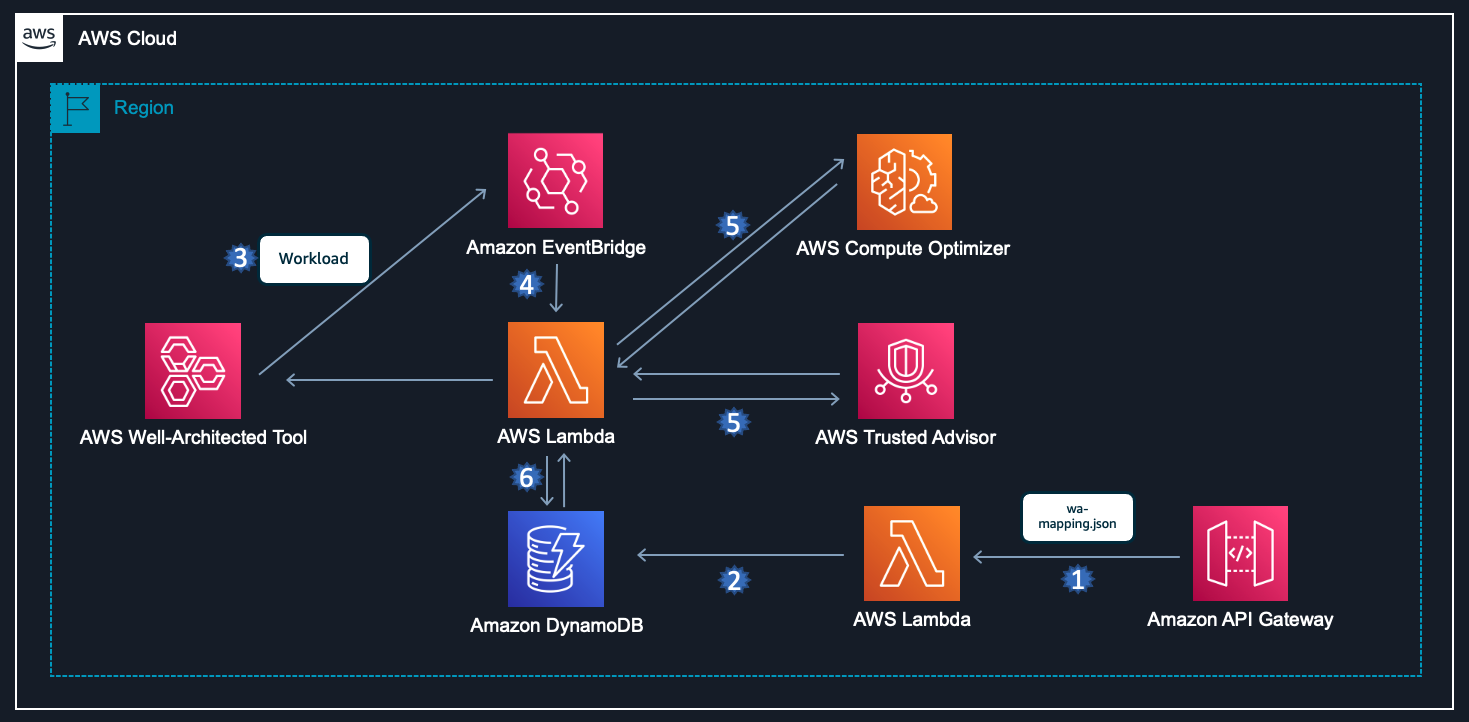 aws
AWS Cloud
Region
Amazon EventBridge
5
AWS Compute Optimizer
3
Workload
4
AWS Well-Architected Tool
AWS Lambda
5
AWS Trusted Advisor
6
wa-
mapping.json
</>
Amazon DynamoDB
2
AWS Lambda
1
Amazon API Gateway